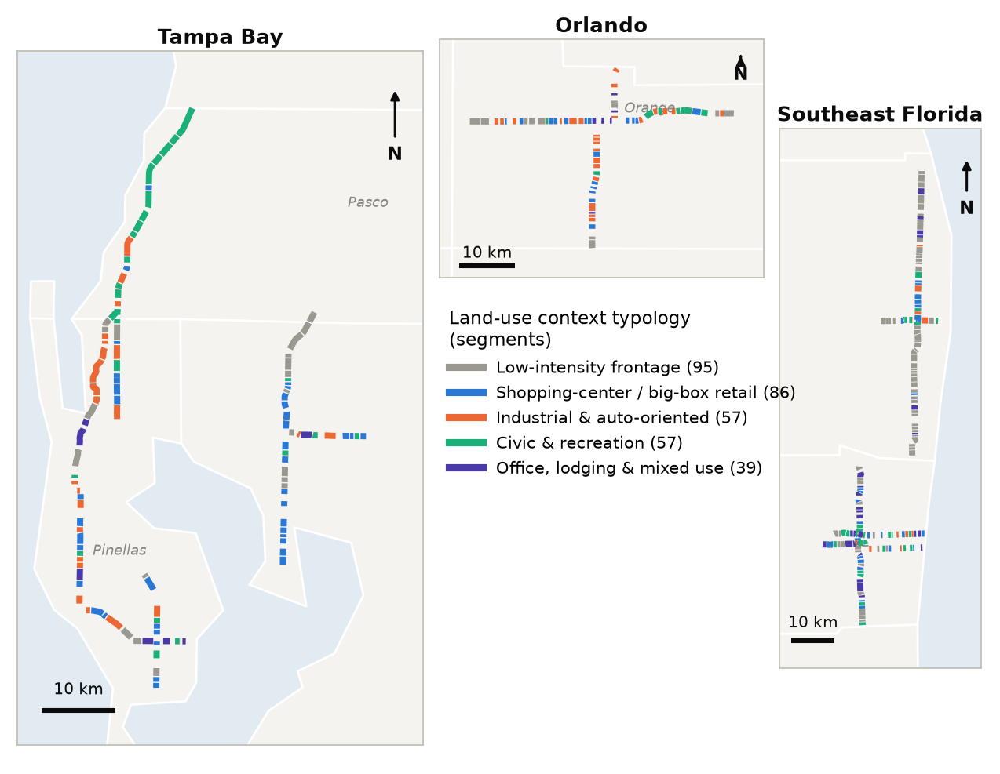 Tampa Bay
N
Pasco
Pinellas
10 km
Orlando
N
Orange
10 km
Southeast Florida
N
10 km
Land-use context typology
(segments)
Low-intensity frontage (95)
Shopping-center / big-box retail (86)
Industrial & auto-oriented (57)
Civic & recreation (57)
Office, lodging & mixed use (39)